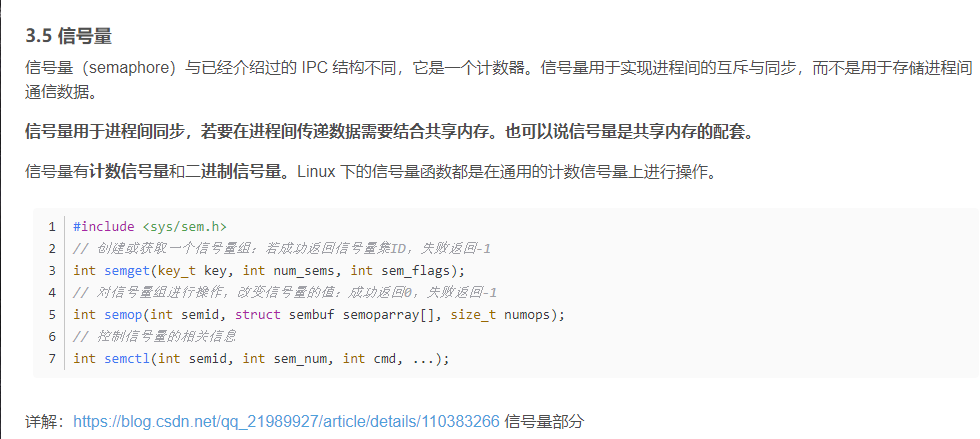 3.5 信号量
信号量（semaphore）与已经介绍过的 IPC 结构不同，它是一个计数器。信号量用于实现进程间的互斥与同步，而不是用于存储进程间
通信数据。
信号量用于进程间同步，若要在进程间传递数据需要结合共享内存。也可以说信号量是共享内存的配套。
信号量有计数信号量和二进制信号量。Linux 下的信号量函数都是在通用的计数信号量上进行操作。
1 #include <sys/sem.h>
2 // 创建或获取一个信号量组：若成功返回信号量集ID，失败返回-1
3 int semget(key_t key, int num_sems, int sem_flags);
4 // 对信号量组进行操作，改变信号量的值：成功返回0，失败返回-1
5 int semop(int semid, struct sembuf semoparray[], size_t numops);
6 // 控制信号量的相关信息
7 int semctl(int semid, int sem_num, int cmd, ...);
详解：https://blog.csdn.net/qq_21989927/article/details/110383266 信号量部分